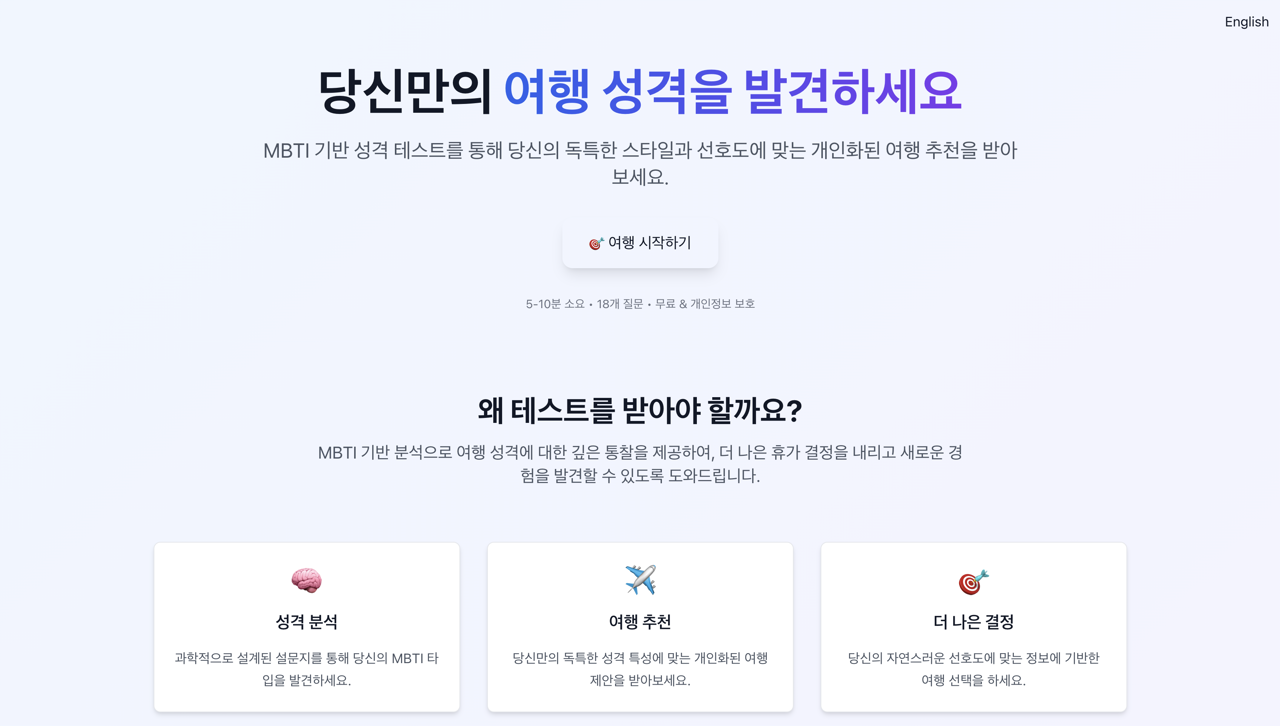 English
당신만의 여행 성격을 발견하세요
MBTI 기반 성격 테스트를 통해 당신의 독특한 스타일과 선호도에 맞는 개인화된 여행 추천을 받아
보세요.
🎯 여행 시작하기
5-10분 소요 • 18개 질문 • 무료 & 개인정보 보호
왜 테스트를 받아야 할까요?
MBTI 기반 분석으로 여행 성격에 대한 깊은 통찰을 제공하여, 더 나은 휴가 결정을 내리고 새로운 경
험을 발견할 수 있도록 도와드립니다.
성격 분석
과학적으로 설계된 설문지를 통해 당신의 MBTI 타
입을 발견하세요.
여행 추천
당신만의 독특한 성격 특성에 맞는 개인화된 여행
제안을 받아보세요.
더 나은 결정
당신의 자연스러운 선호도에 맞는 정보에 기반한
여행 선택을 하세요.